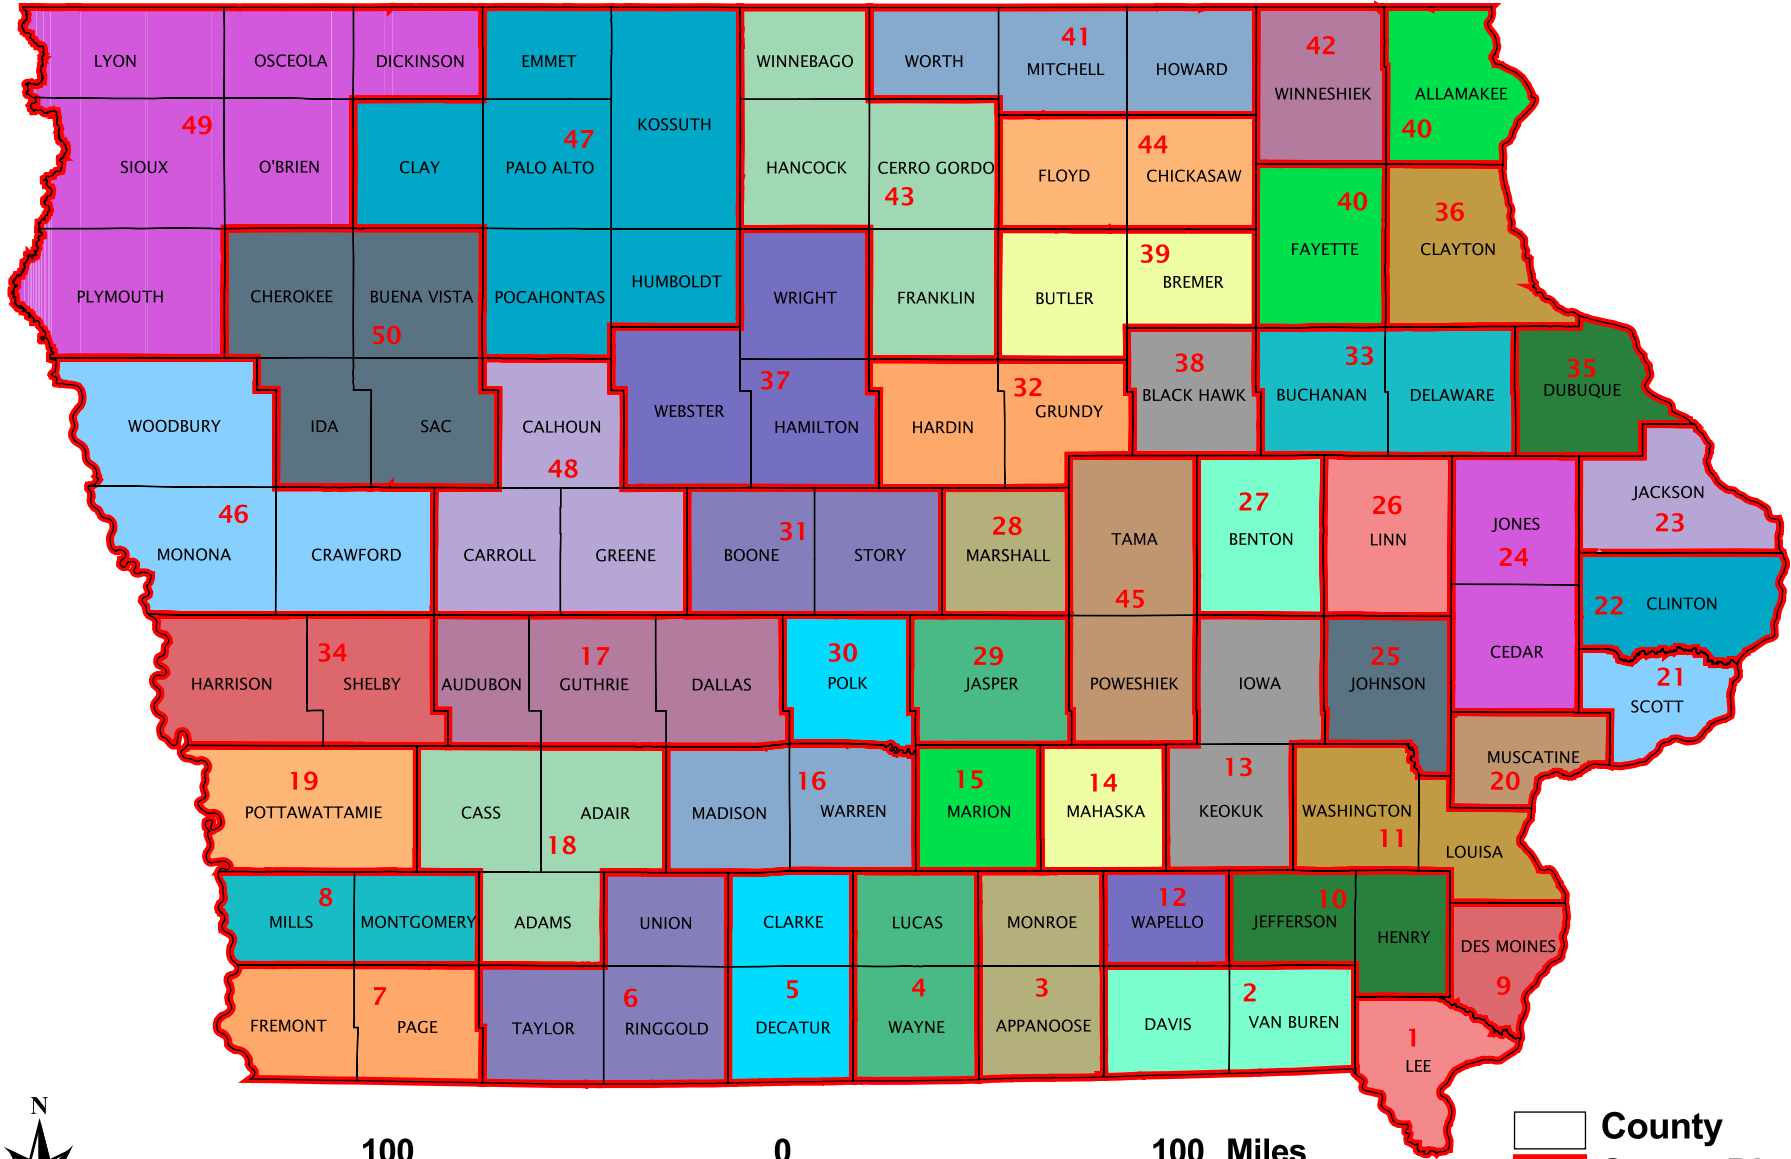 41
42
LYON OSCEOLA DICKINSON EMMET WINNEBAGO WORTH MITCHELL HOWARD
WINNESHIEK ALLAMAKEE
49 47 KOSSUTH 44 40
SIOUX O'BRIEN CLAY PALO ALTO HANCOCK CERRO GORDO FLOYD CHICKASAW
43 40 36
FAYETTE CLAYTON
39
PLYMOUTH CHEROKEE BUENA VISTA POCAHONTAS HUMBOLDT WRIGHT FRANKLIN BUTLER BREMER
50
37 32 38 33 35
WOODBURY IDA SAC CALHOUN WEBSTER HAMILTON HARDIN GRUNDY BLACK HAWK BUCHANAN DELAWARE DUBUQUE
48
46 31 28 27 26 JONES JACKSON
24 23
MONONA CRAWFORD CARROLL GREENE BOONE STORY MARSHALL TAMA BENTON LINN
45 22 CLINTON
34 17 30 29 25 CEDAR 21
HARRISON SHELBY AUDUBON GUTHRIE DALLAS POLK JASPER POWESHIEK IOWA JOHNSON SCOTT
MUSCATINE
19 16 15 14 13 20
POTTAWATTAMIE CASS ADAIR MADISON WARREN MARION MAHASKA KEOKUK WASHINGTON
18 11 LOUISA
8 12 10
MILLS MONTGOMERY ADAMS UNION CLARKE LUCAS MONROE WAPELLO JEFFERSON HENRY DES MOINES
7 6 5 4 3 2 9
FREMONT PAGE TAYLOR RINGGOLD DECATUR WAYNE APPANOOSE DAVIS VAN BUREN
1
LEE
N
100 0 100 Miles
County